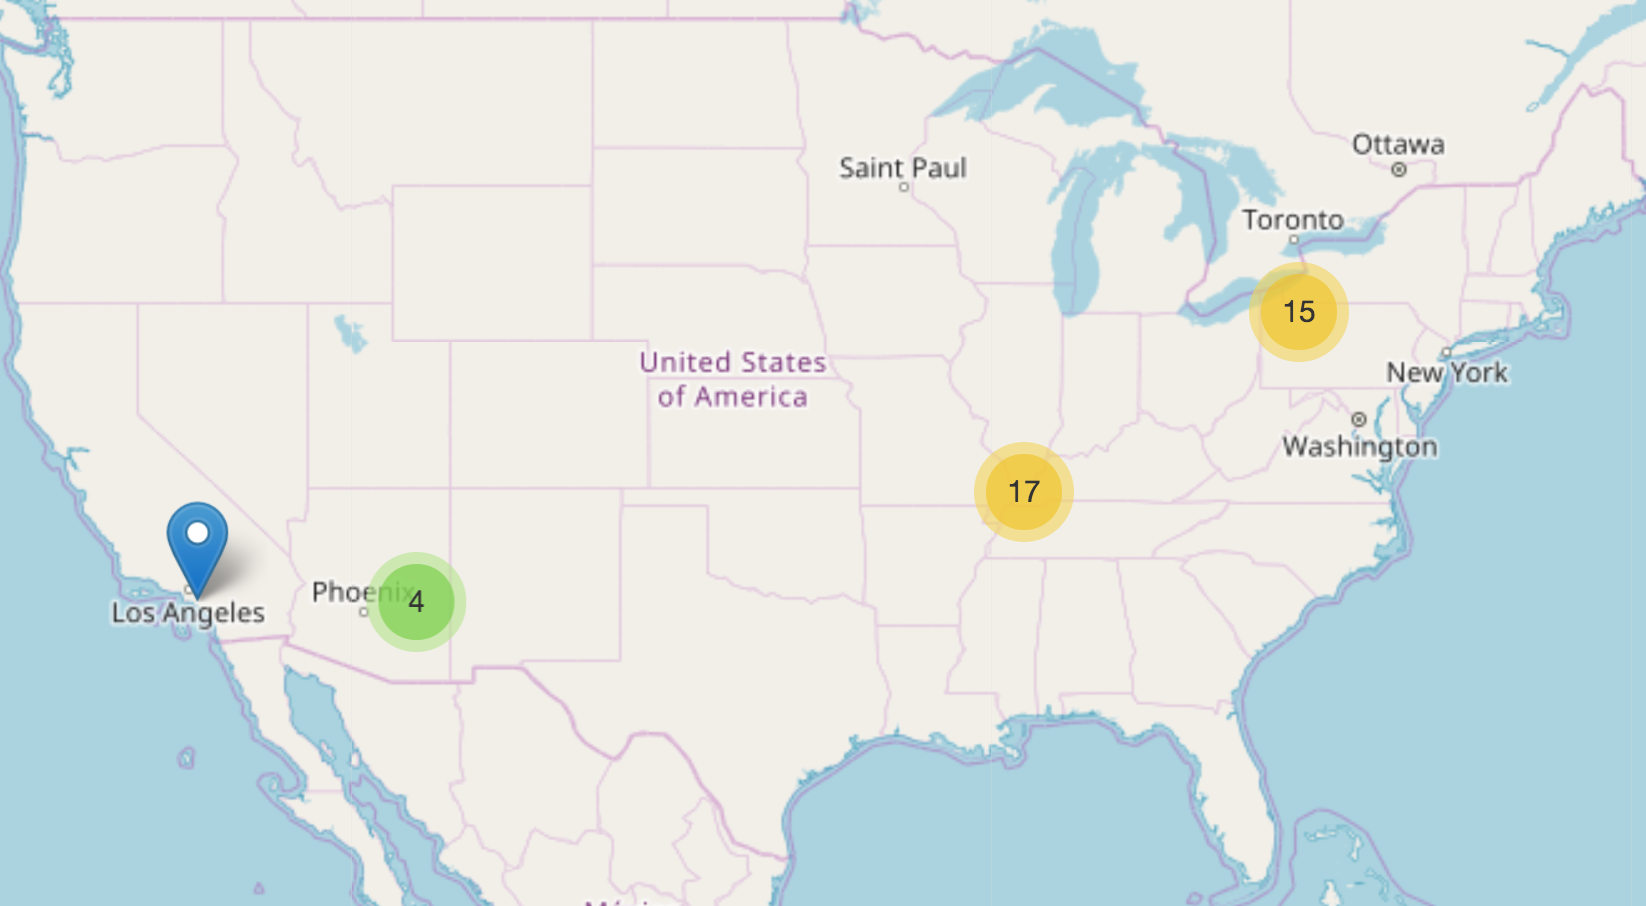 Ottawa
Saint Paul
Toronto
15
United States
of America
New York
Washington
17
Phoenix
4
Los Angeles